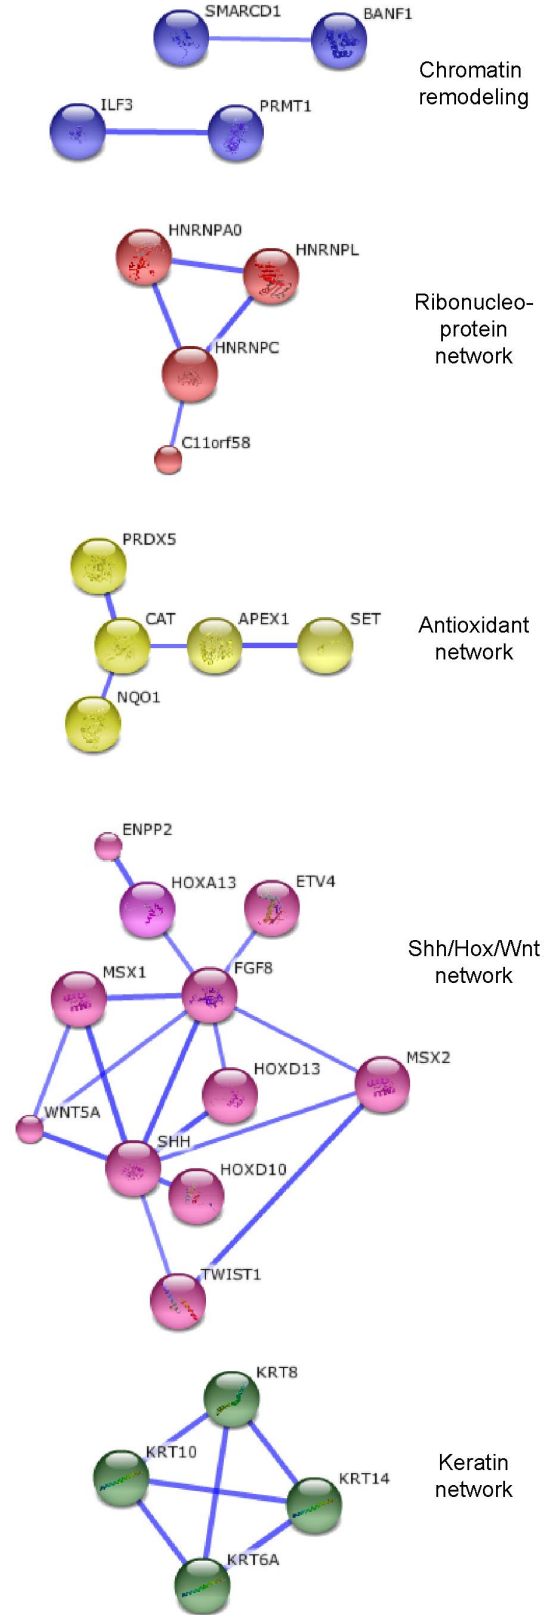 SMARCD1
BANF1
Chromatin
remodeling
ILF3
PRMT1
HNRNPA0
HNRNPL
Ribonucleo-
protein
network
HNRNPC
C11orf58
PRDX5
CAT
APEX1
SET
Antioxidant
network
NQO1
ENPP2
HOXA13
ETV4
Shh/Hox/Wnt
network
MSX1
FGF8
HOXD13
MSX2
WNT5A
SHH
HOXD10
TWIST1
KRT8
KRT10
Keratin
network
KRT14
KRT6A